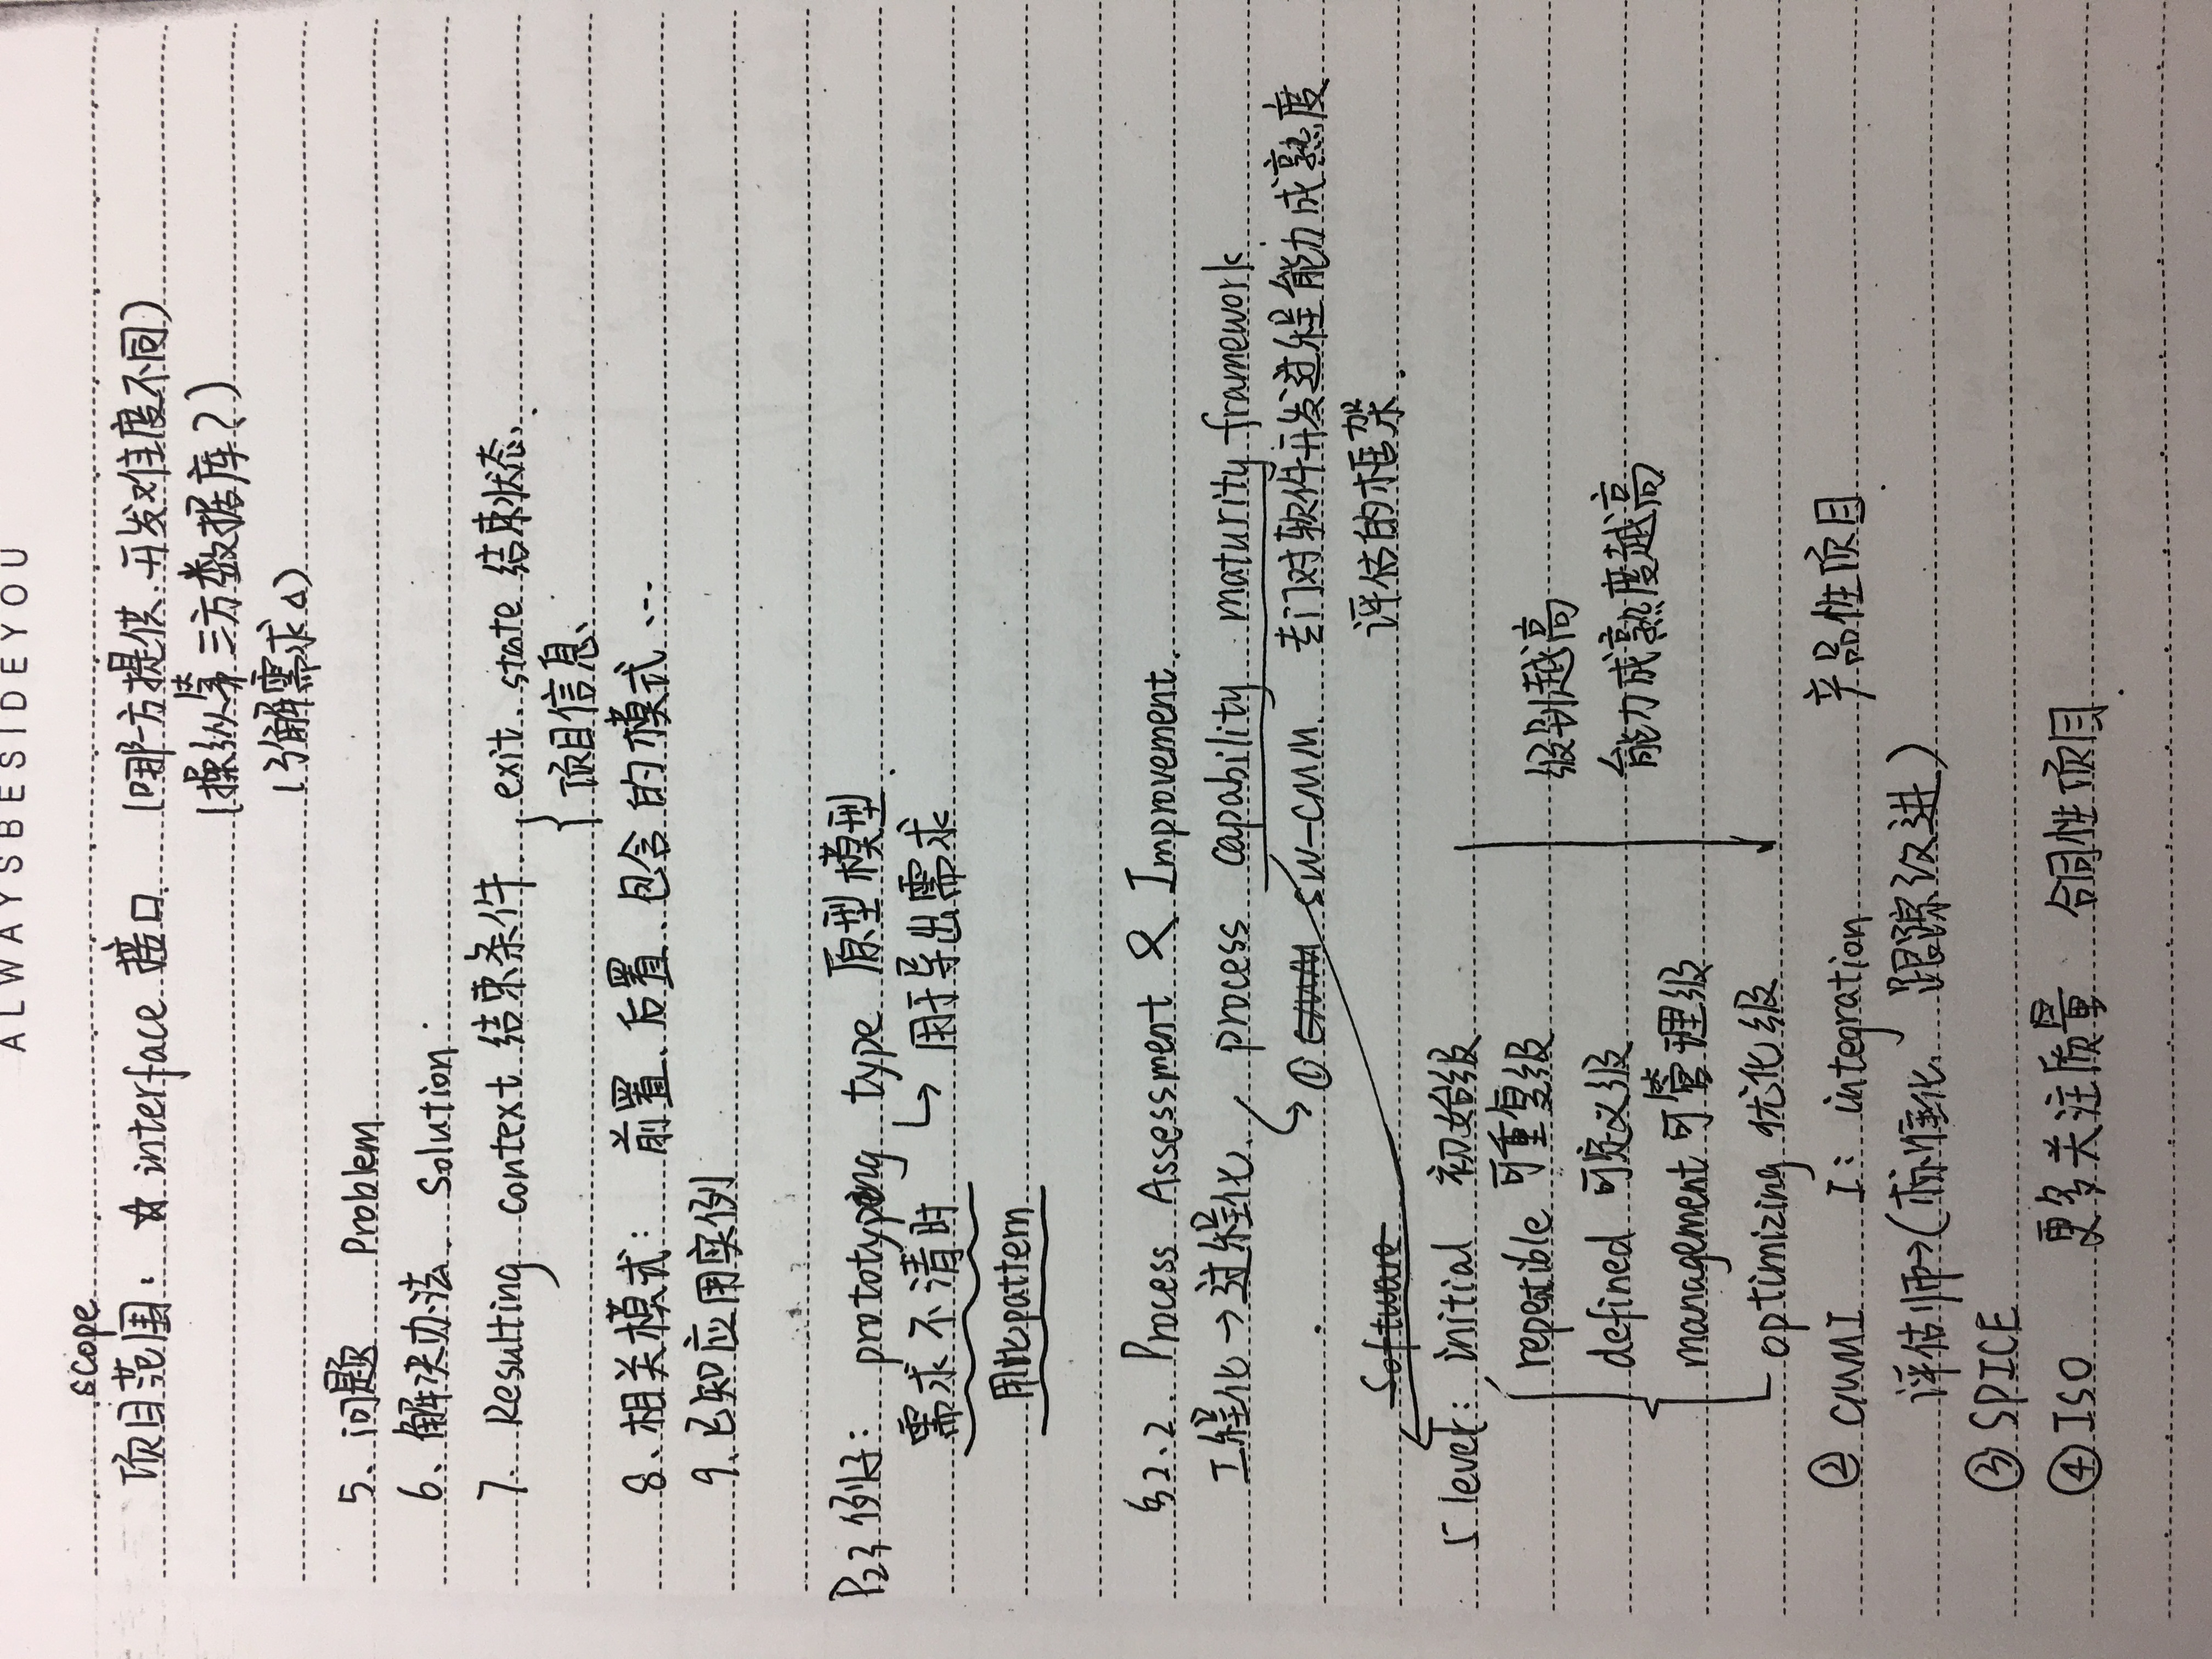 ALWAYSBESIDEYOU
scope
项目范围: ☆ interface 接口 (哪一方提供.开发难度不同)
(操纵第三方数据库?)
(了解需求△)
5、问题 Problem
6、解决办法 Solution
7. Resulting context 结束条件 { exit state 结束状态、
项目信息、
8、相关模式: 前置、后置、包含的模式…
9、已知应用实例
P23 例子: prototyping type 原型模型
需求不清时 ↳ 用于导出需求
用此pattern
§2.2. Process Assessment & Improvement.
工程化→过程化. process capability maturity framework
① CMM SW-CMM. 专门对软件开发过程能力成熟度
Software 评估的框架.
5 level: initial 初始级
repeatible 可重复级 级别越高
defined 可定义级 能力成熟度越高
management 可管理级
optimizing 优化级
② CMMI I: integration 产品性项目
评估师→(标准化、跟踪改进)
③ SPICE
④ ISO 更多关注质量 合同性项目.